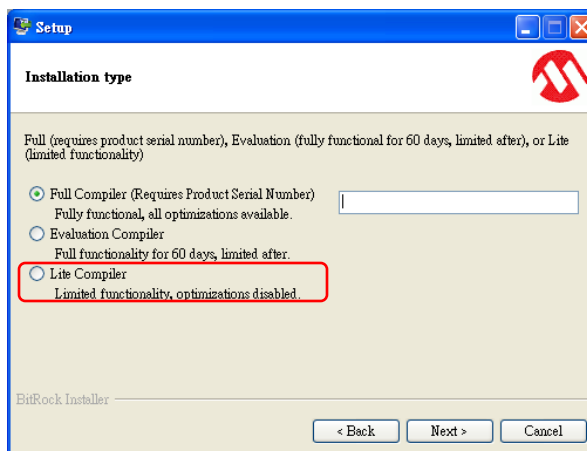 Setup
Installation type
Full (requires product serial number), Evaluation (fully functional for 60 days, limited after), or Lite
(limited functionality)
Full Compiler (Requires Product Serial Number)
Fully functional, all optimizations available.
Evaluation Compiler
Full functionality for 60 days, limited after.
Lite Compiler
Limited functionality, optimizations disabled.
BitRock Installer
< Back Next > Cancel